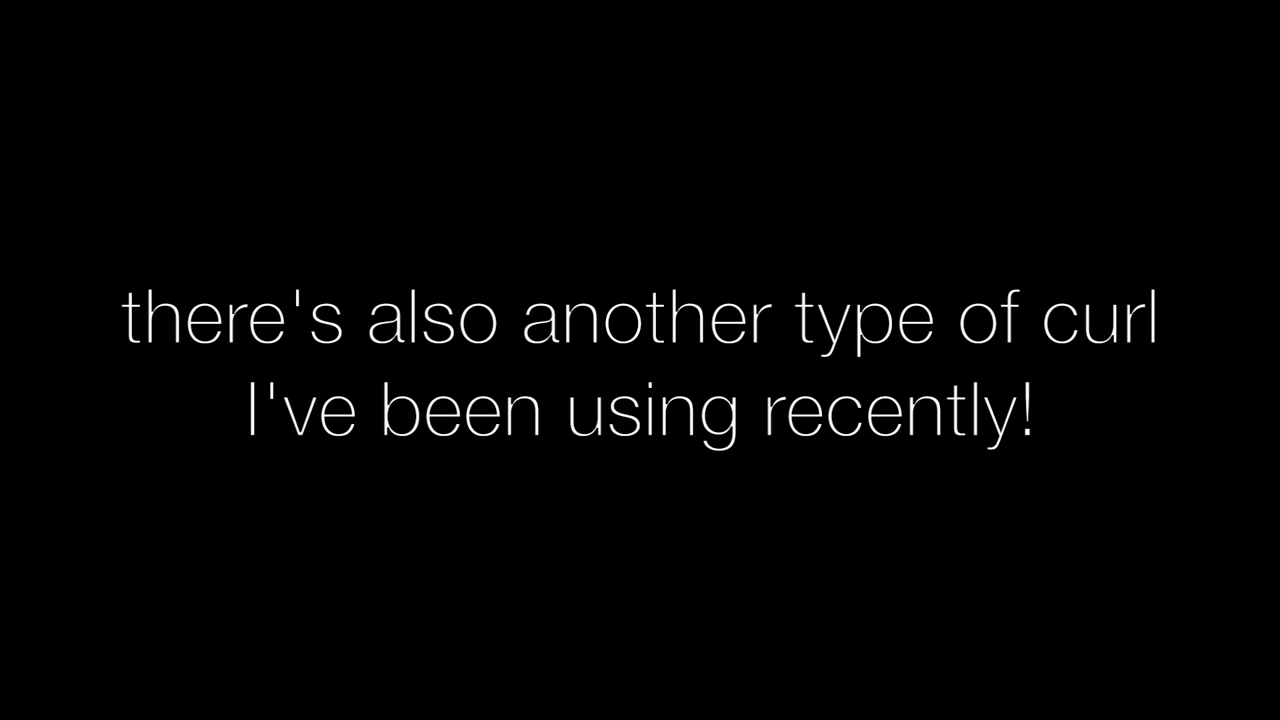 there's also another type of curl
I've been using recently!